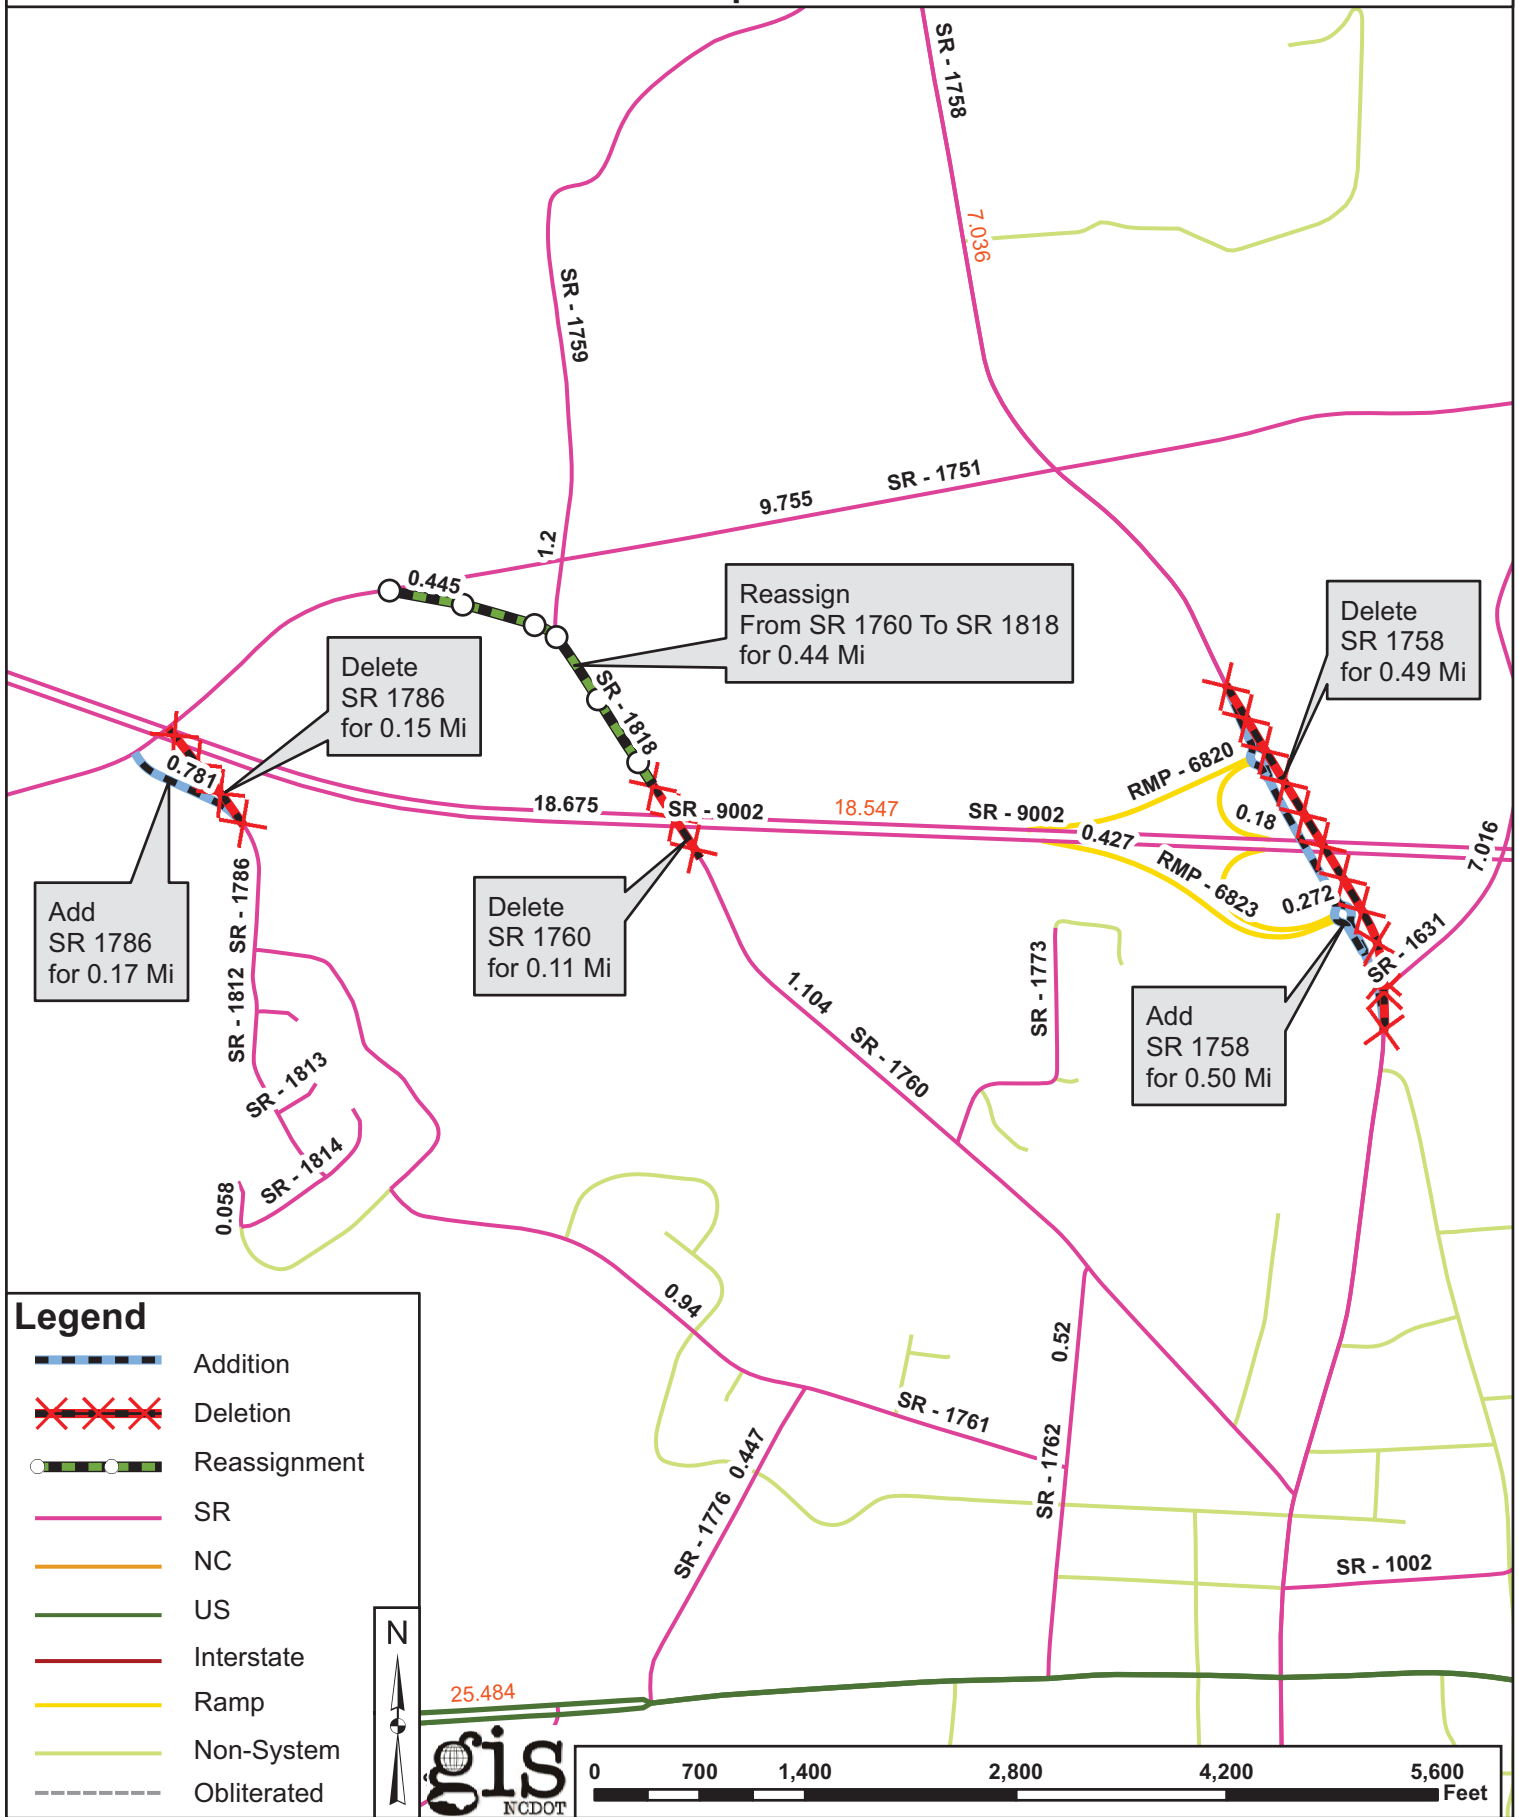 SR - 1758
7.036
SR - 1759
SR - 1751
9.755
1.2
0.445
Reassign
From SR 1760 To SR 1818
for 0.44 Mi
Delete
SR 1758
for 0.49 Mi
Delete
SR 1786
for 0.15 Mi
SR - 1818
0.781
RMP - 6820
18.675
SR - 9002
18.547
SR - 9002
0.18
0.427
7.016
RMP - 6823
0.272
SR - 1786
Add
SR 1786
for 0.17 Mi
Delete
SR 1760
for 0.11 Mi
SR - 1631
SR - 1812
1.104
SR - 1773
Add
SR 1758
for 0.50 Mi
SR - 1760
SR - 1813
SR - 1814
0.058
0.94
0.52
SR - 1761
0.447
SR - 1762
SR - 1776
SR - 1002
25.484
Legend
Addition
Deletion
Reassignment
SR
NC
US
Interstate
Ramp
Non-System
Obliterated
N
gis
NCDOT
0 700 1,400 2,800 4,200 5,600
Feet